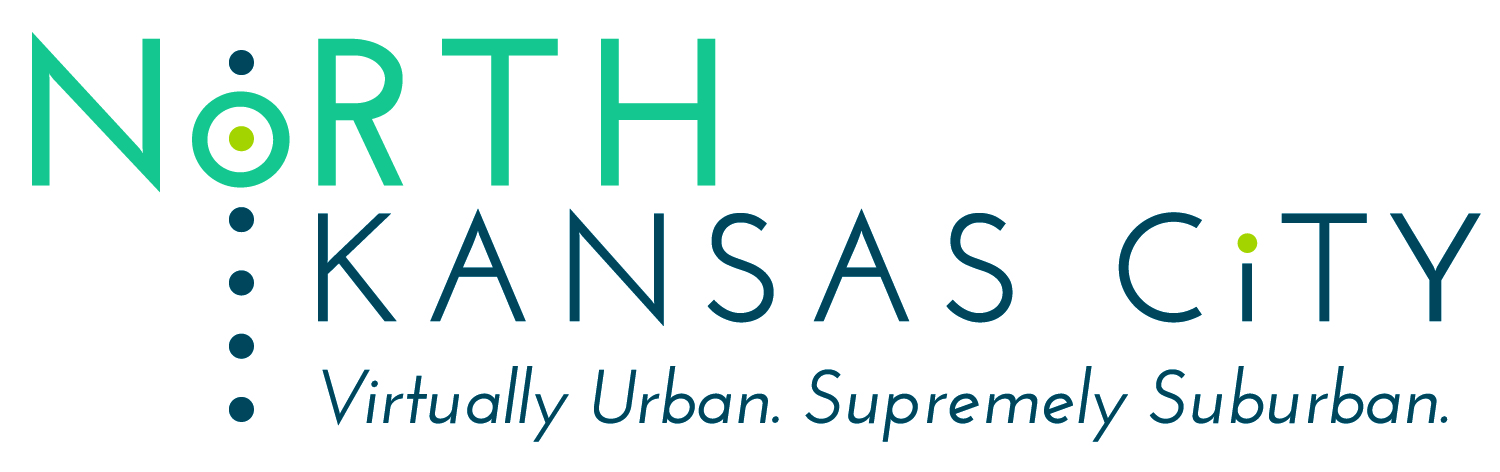 NoRTH
KANSAS CiTY
Virtually Urban. Supremely Suburban.